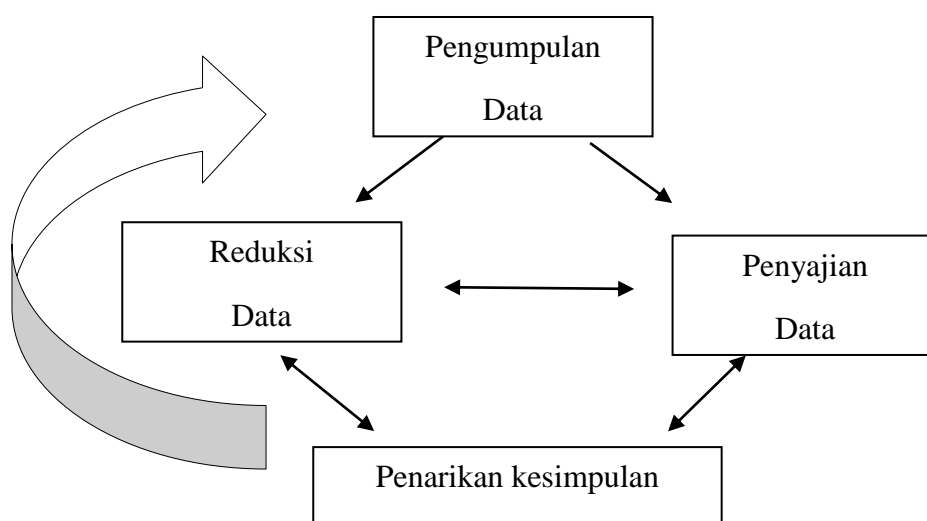 Pengumpulan
Data
Reduksi
Data
Penyajian
Data
Penarikan kesimpulan